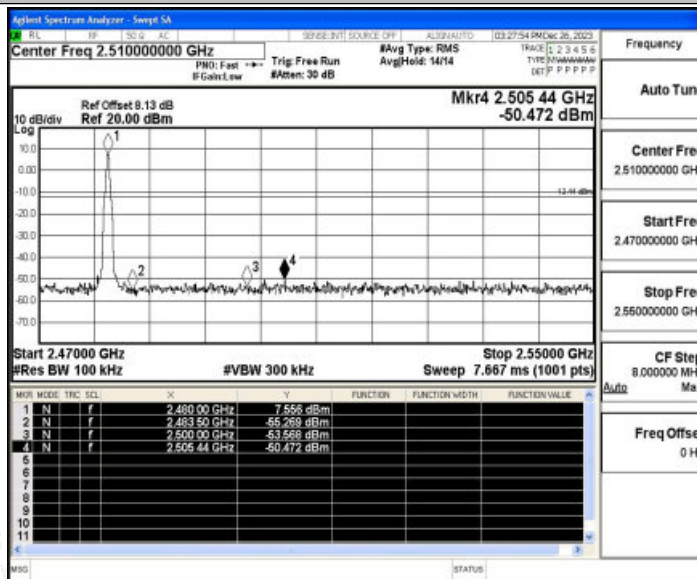 Agilent Spectrum Analyzer - Swept SA
RL RF 50 Ω AC SENSE:INT SOURCE OFF ALIGNAUTO 03:27:54 PM Dec 26, 2023
Center Freq 2.510000000 GHz
PNO: Fast
IFGain:Low
Trig: Free Run
#Atten: 30 dB
#Avg Type: RMS
Avg|Hold: 14/14
TRACE 1 2 3 4 5 6
TYPE
DET P P P P P P
Mkr4 2.505 44 GHz
-50.472 dBm
Ref Offset 8.13 dB
10 dB/div Ref 20.00 dBm
Log
10.0
0.00
-10.0
-20.0
-30.0
-40.0
-50.0
-60.0
-70.0
1
2
3
4
Start 2.47000 GHz Stop 2.55000 GHz
#Res BW 100 kHz #VBW 300 kHz Sweep 7.667 ms (1001 pts)
MKR MODE TRC SCL X Y FUNCTION FUNCTION WIDTH FUNCTION VALUE
1 N f 2.480 00 GHz 7.556 dBm
2 N f 2.483 50 GHz -55.269 dBm
3 N f 2.500 00 GHz -53.568 dBm
4 N f 2.505 44 GHz -50.472 dBm
5
6
7
8
9
10
11
MSG STATUS
Frequency
Auto Tun
Center Fre
2.510000000 GH
Start Fre
2.470000000 GH
Stop Fre
2.550000000 GH
CF Step
8.000000 MH
Auto Ma
Freq Offse
0 H